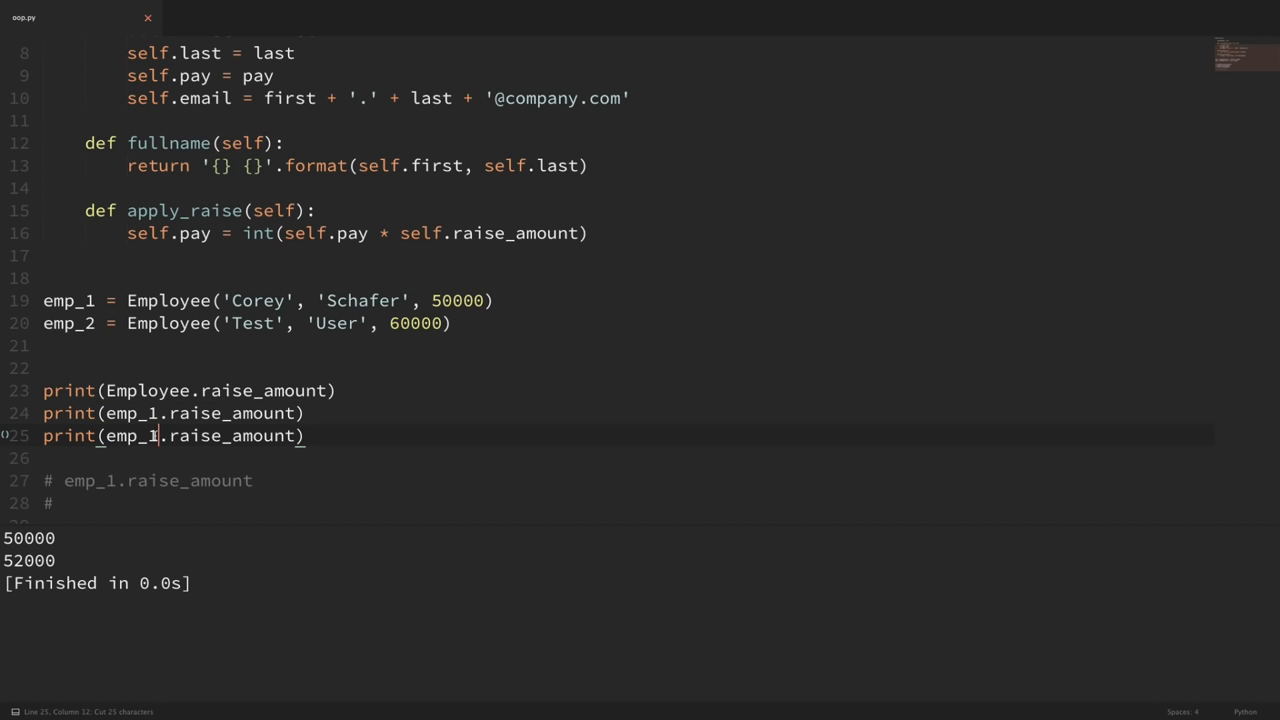 oop.py
8 self.last = last
9 self.pay = pay
10 self.email = first + '.' + last + '@company.com'
11
12 def fullname(self):
13 return '{} {}'.format(self.first, self.last)
14
15 def apply_raise(self):
16 self.pay = int(self.pay * self.raise_amount)
17
18
19 emp_1 = Employee('Corey', 'Schafer', 50000)
20 emp_2 = Employee('Test', 'User', 60000)
21
22
23 print(Employee.raise_amount)
24 print(emp_1.raise_amount)
25 print(emp_1.raise_amount)
26
27 # emp_1.raise_amount
28 #
50000
52000
[Finished in 0.0s]
Line 25, Column 12; Cut 25 characters
Spaces: 4 Python